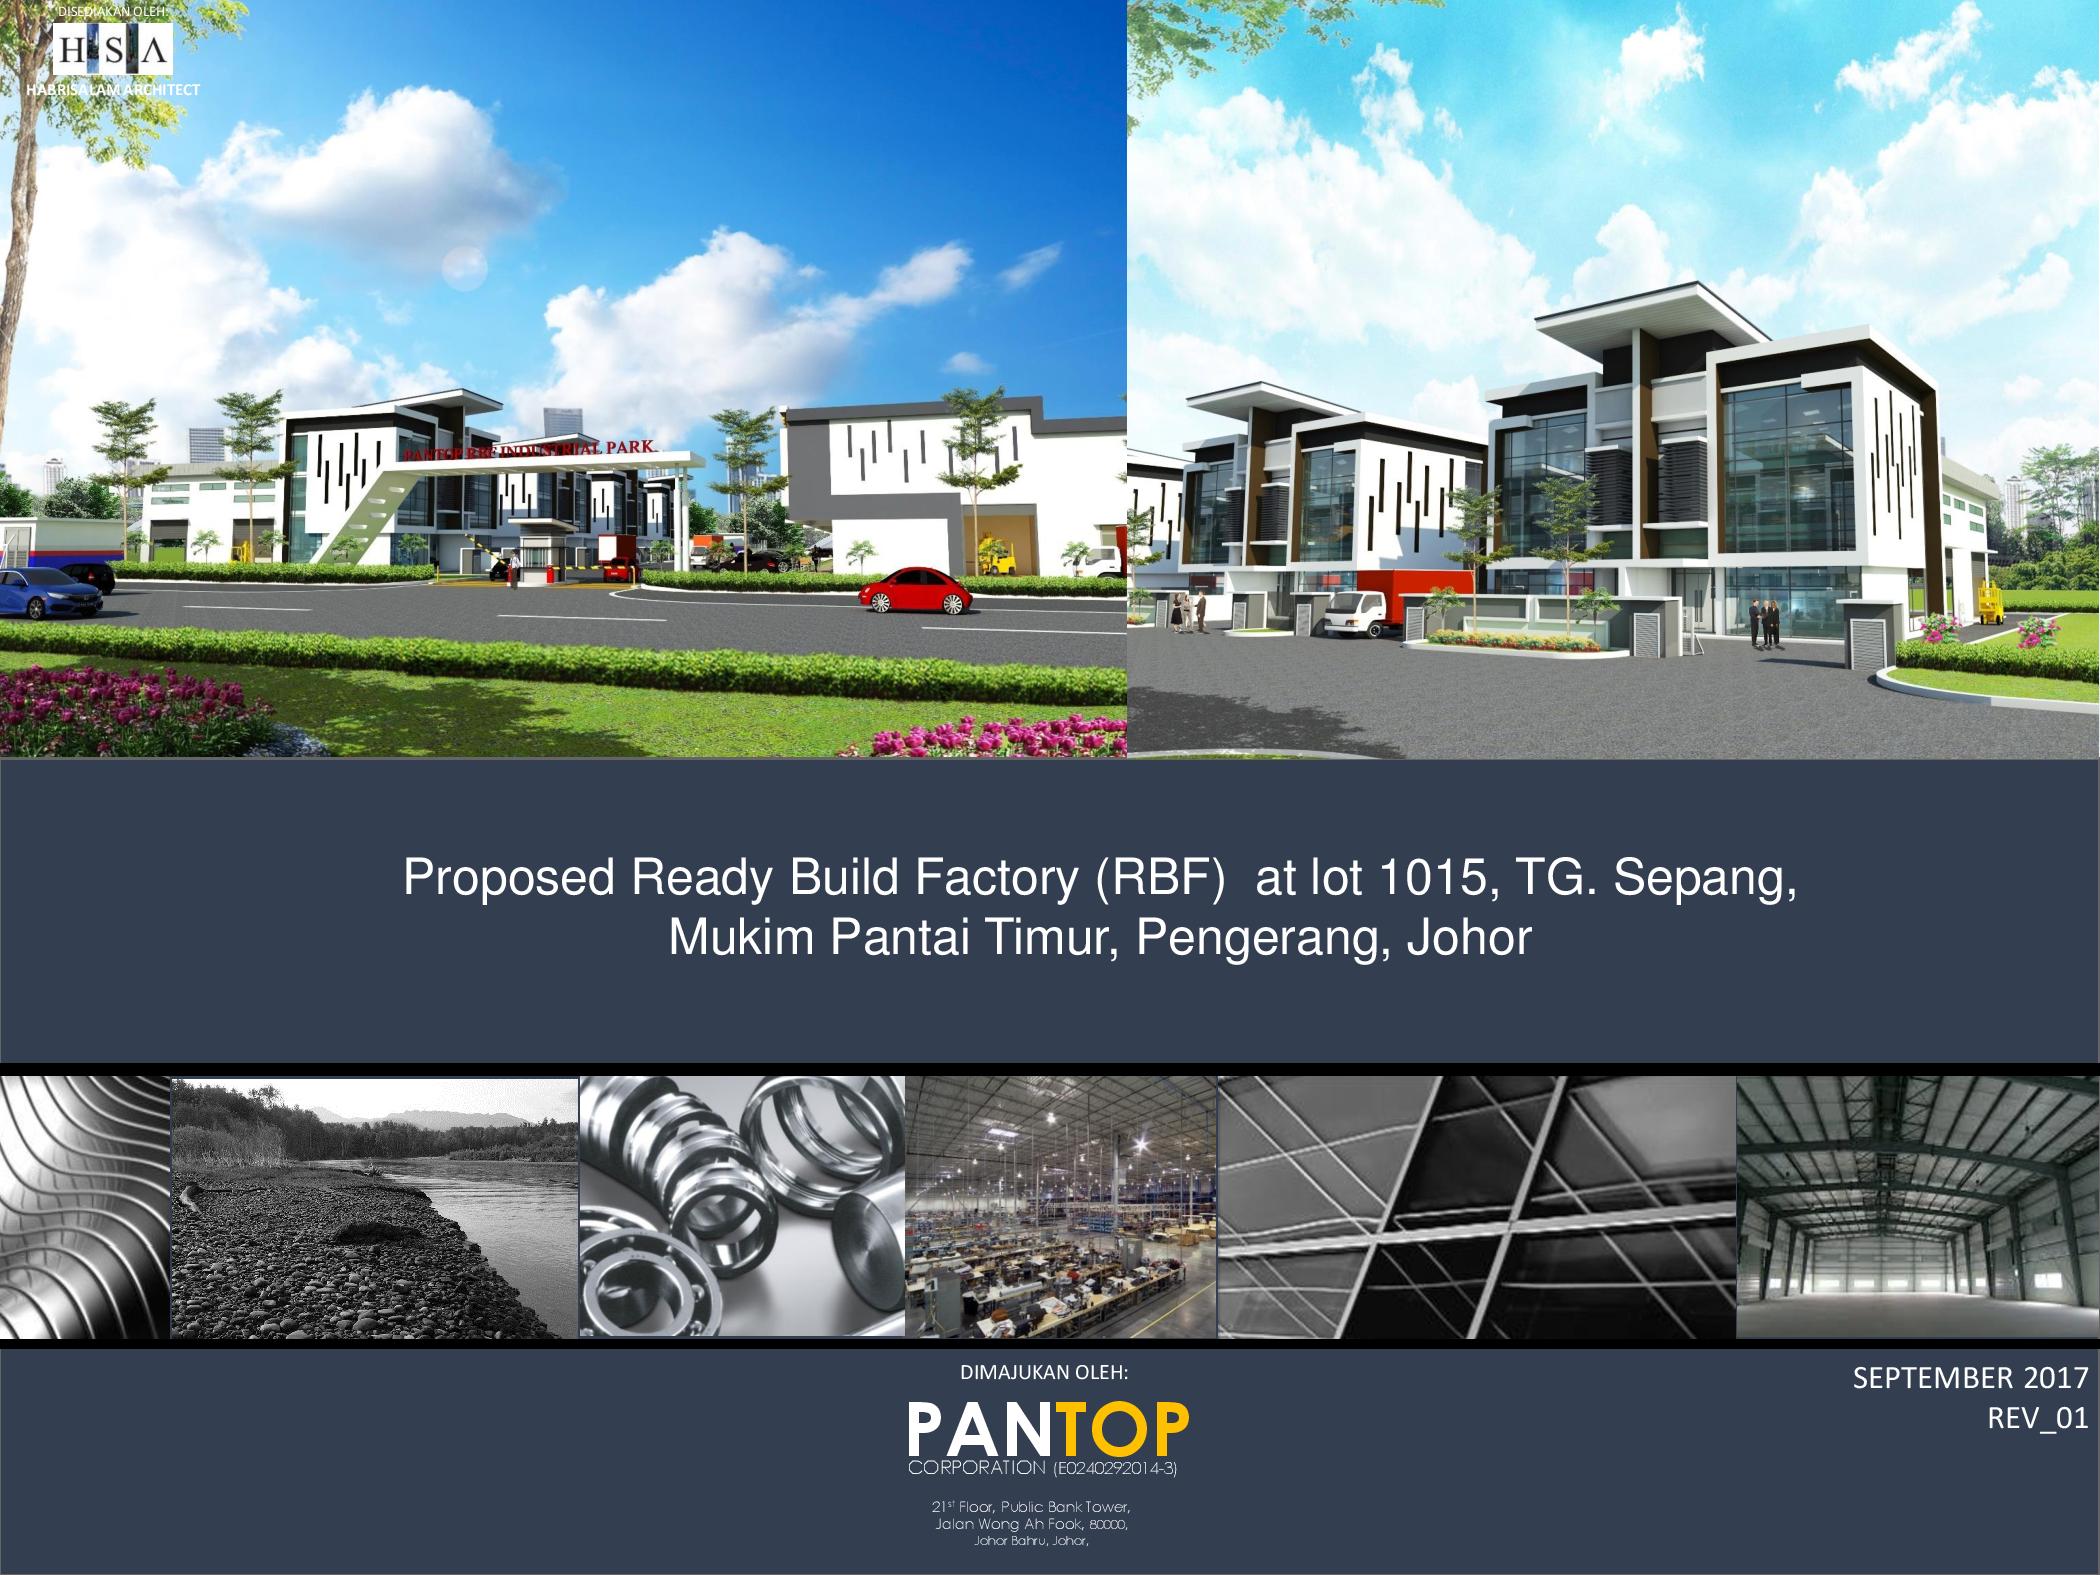 DISEDIAKAN OLEH:
HSA
HABRISALAM ARCHITECT
PANTOP RBF INDUSTRIAL PARK
Proposed Ready Build Factory (RBF)  at lot 1015, TG. Sepang,
Mukim Pantai Timur, Pengerang, Johor
DIMAJUKAN OLEH:
PANTOP
CORPORATION (E0240292014-3)
21st Floor, Public Bank Tower,
Jalan Wong Ah Fook, 80000,
Johor Bahru, Johor,
SEPTEMBER 2017
REV_01